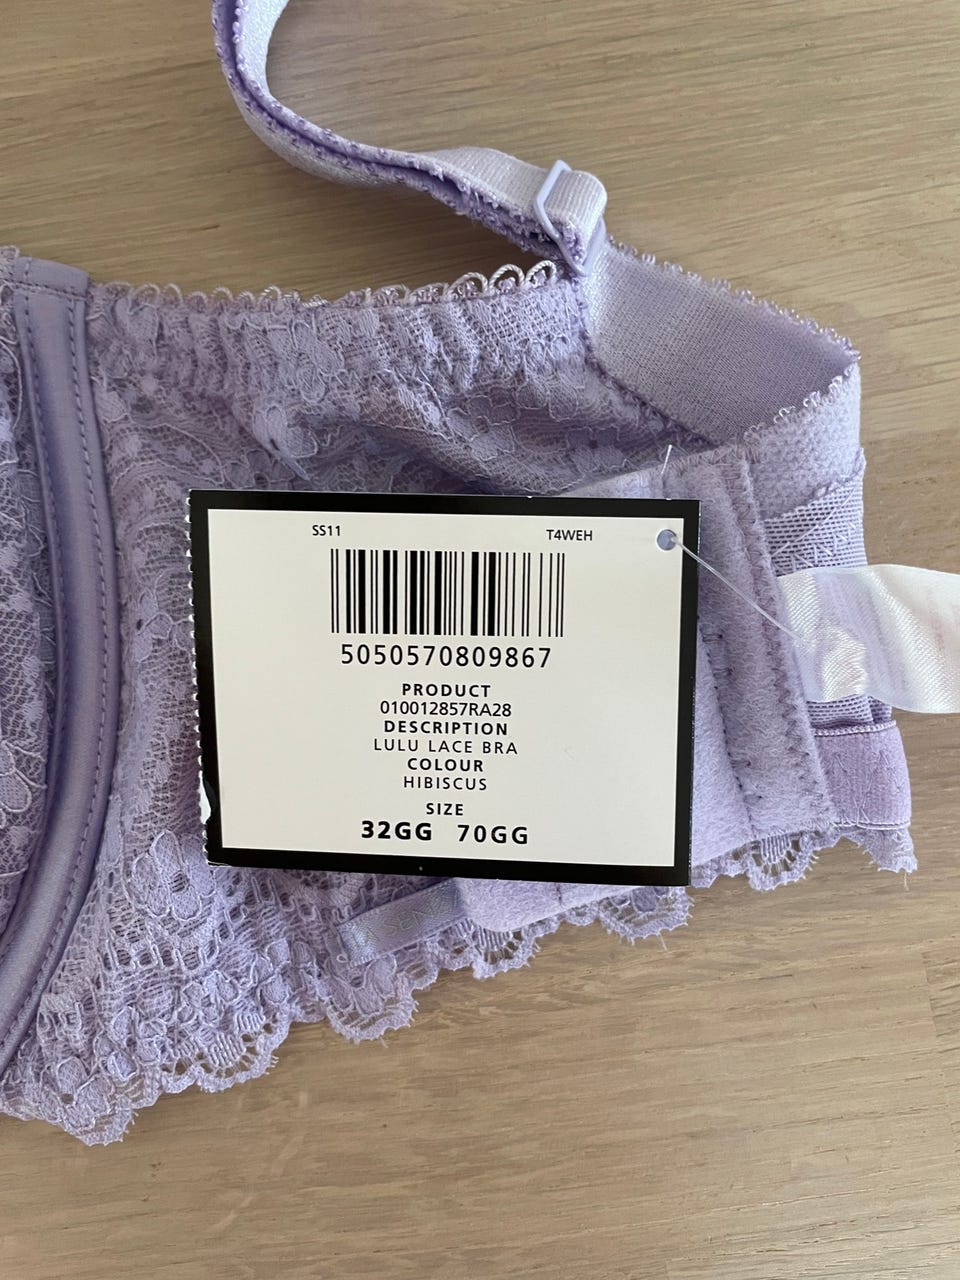 SS11 T4WEH
5050570809867
PRODUCT
010012857RA28
DESCRIPTION
LULU LACE BRA
COLOUR
HIBISCUS
SIZE
32GG 70GG